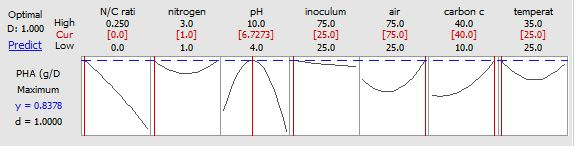 Optimal N/C rati nitrogen pH inoculum air carbon c temperat
D: 1.000 High 0.250 3.0 10.0 75.0 75.0 40.0 35.0
Cur [0.0] [1.0] [6.7273] [25.0] [75.0] [40.0] [25.0]
Predict Low 0.0 1.0 4.0 25.0 25.0 10.0 25.0
PHA (g/D
Maximum
y = 0.8378
d = 1.0000